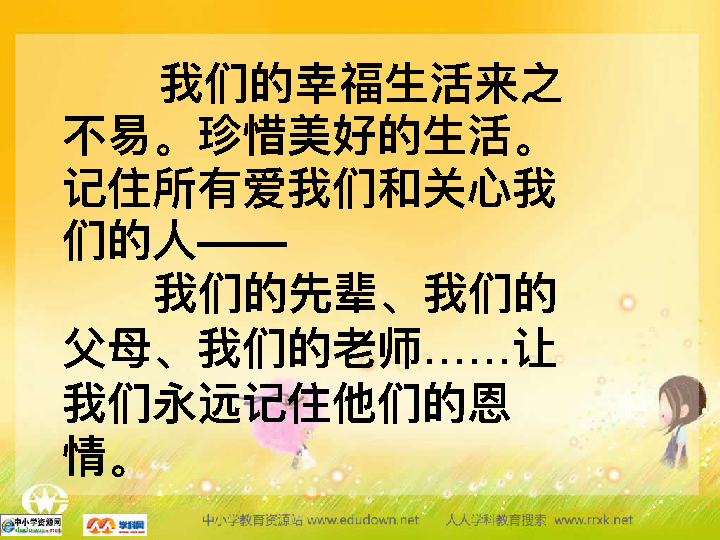 我们的幸福生活来之
不易。珍惜美好的生活。
记住所有爱我们和关心我
们的人——
我们的先辈、我们的
父母、我们的老师……让
我们永远记住他们的恩
情。
中小学资源网
学科网
中小学教育资源站 www.edudown.net 人人学科教育搜索 www.rrxk.net